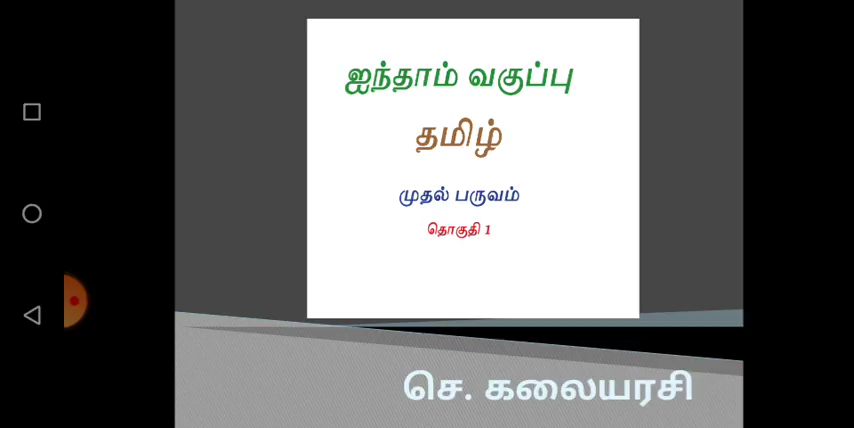 ஐந்தாம் வகுப்பு
தமிழ்
முதல் பருவம்
தொகுதி 1
செ. கலையரசி